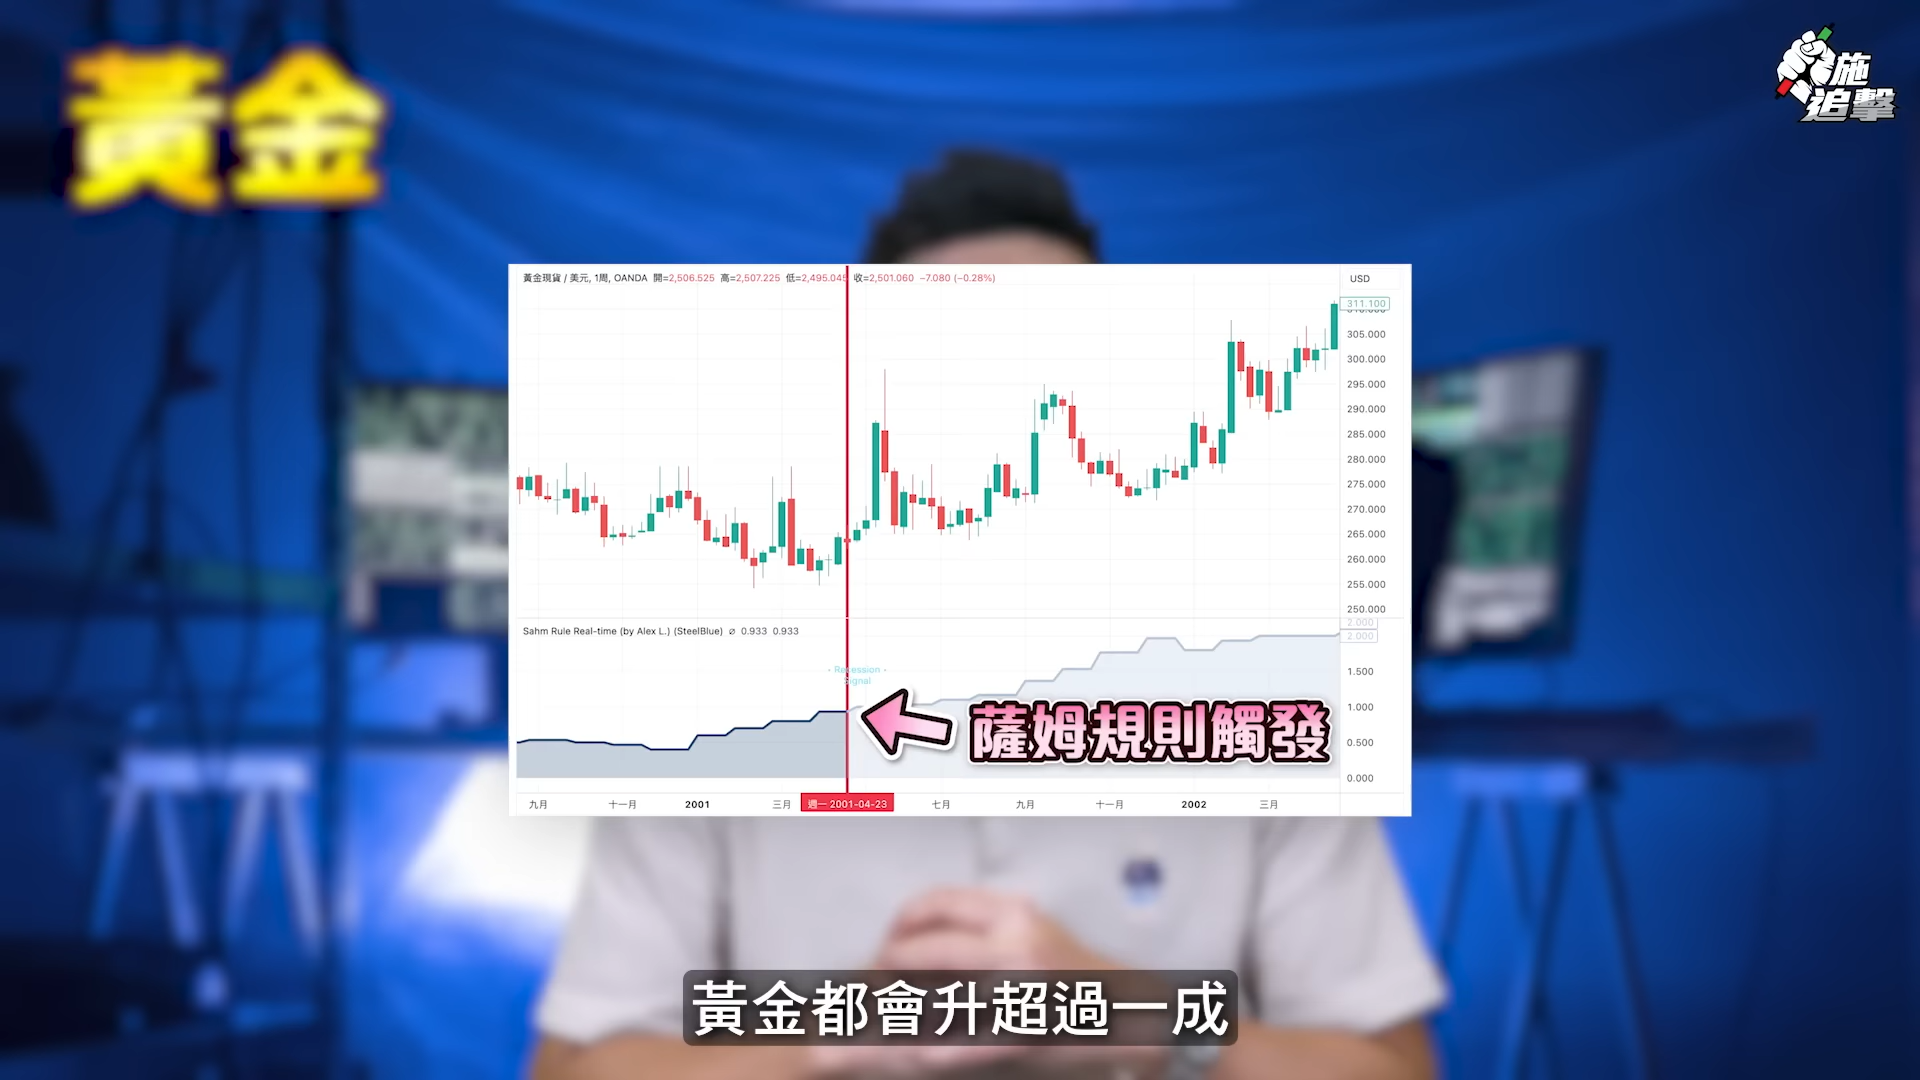 黃金
施
追擊
黃金現貨 / 美元, 1周, OANDA 開=2,506.525 高=2,507.225 低=2,495.045 收=2,501.060 −7.080 (−0.28%)
USD
311.100
305.000
300.000
295.000
290.000
285.000
280.000
275.000
270.000
265.000
260.000
255.000
250.000
Sahm Rule Real-time (by Alex L.) (SteelBlue) ⌀ 0.933 0.933
2.000
2.000
- Recession -
Signal
1.500
1.000
0.500
0.000
薩姆規則觸發
九月 十一月 2001 三月 週一 2001-04-23 七月 九月 十一月 2002 三月
黃金都會升超過一成